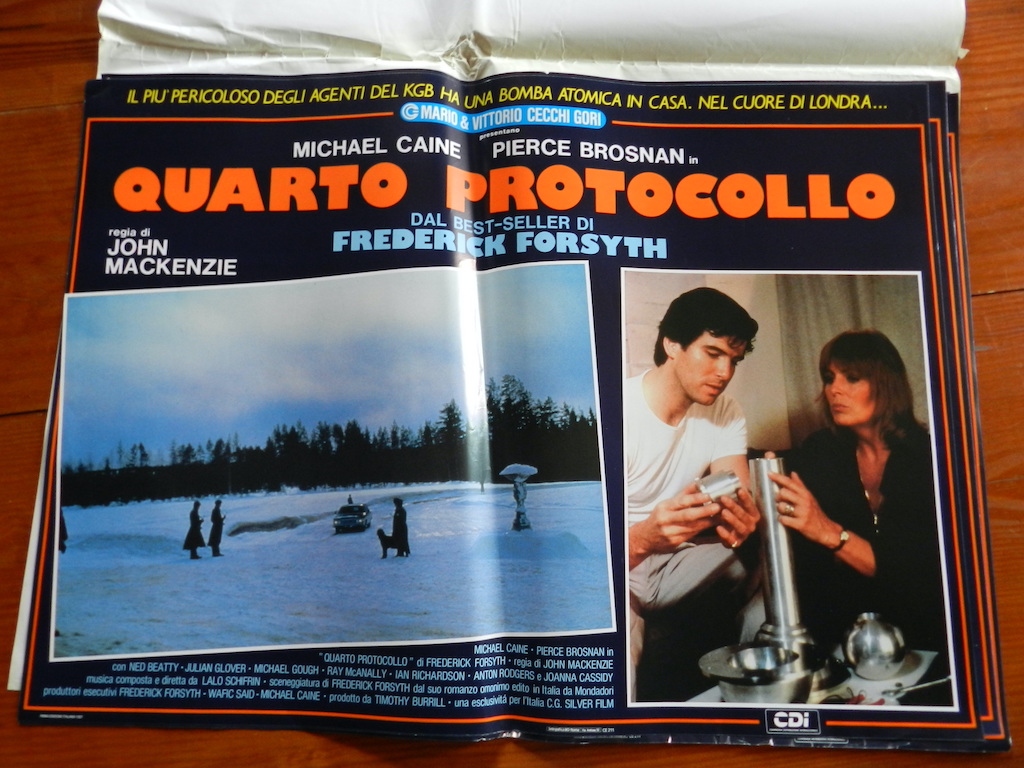 IL PIU' PERICOLOSO DEGLI AGENTI DEL KGB HA UNA BOMBA ATOMICA IN CASA. NEL CUORE DI LONDRA...
MARIO & VITTORIO CECCHI GORI
presentano
MICHAEL CAINE PIERCE BROSNAN in
QUARTO PROTOCOLLO
DAL BEST-SELLER DI
FREDERICK FORSYTH
regia di
JOHN
MACKENZIE
MICHAEL CAINE · PIERCE BROSNAN in
"QUARTO PROTOCOLLO" di FREDERICK FORSYTH · regia di JOHN MACKENZIE
con NED BEATTY · JULIAN GLOVER · MICHAEL GOUGH · RAY McANALLY · IAN RICHARDSON · ANTON RODGERS e JOANNA CASSIDY
musica composta e diretta da LALO SCHIFRIN · sceneggiatura di FREDERICK FORSYTH dal suo romanzo omonimo edito in Italia da Mondadori
produttori esecutivi FREDERICK FORSYTH · WAFIC SAID · MICHAEL CAINE · prodotto da TIMOTHY BURRILL · una esclusività per l'Italia C.G. SILVER FILM
CDi